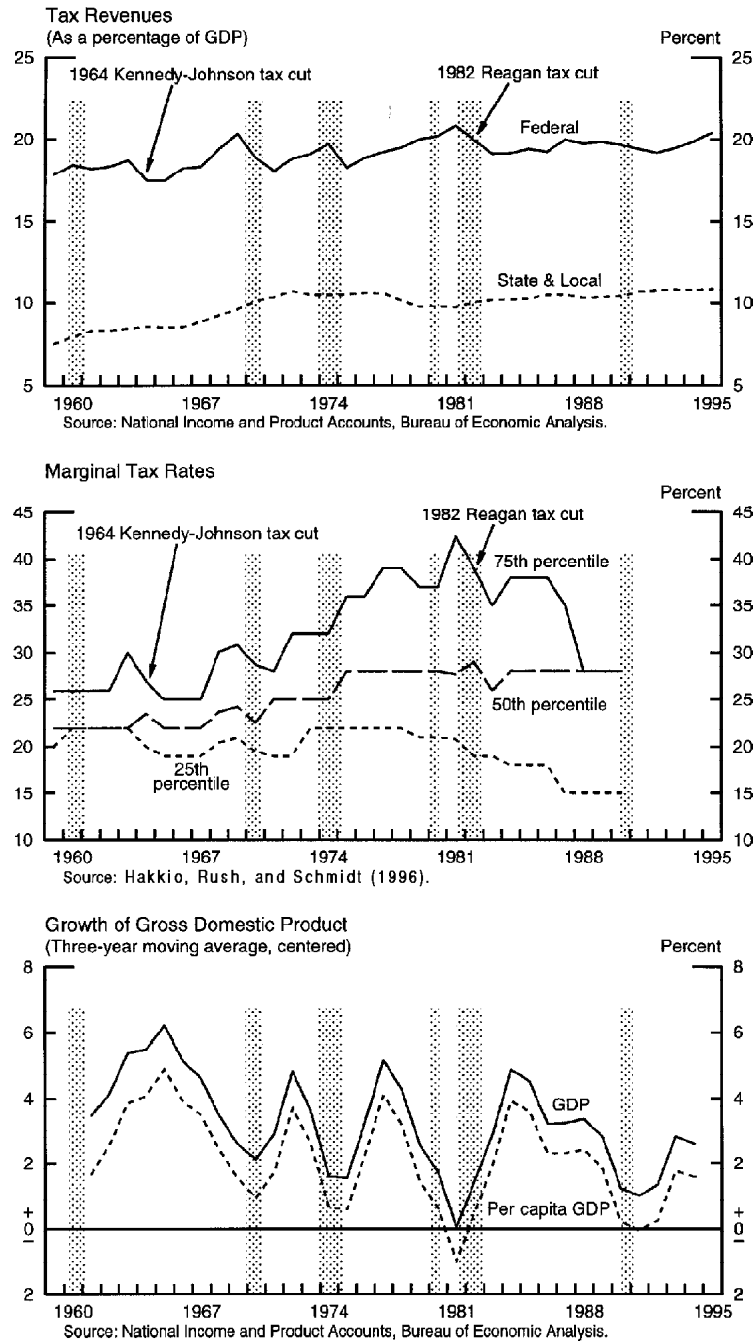 Tax Revenues
(As a percentage of GDP)
Percent
25
25
1964 Kennedy-Johnson tax cut
1982 Reagan tax cut
Federal
20
20
15
15
State & Local
10
10
5
5
1960 1967 1974 1981 1988 1995
Source: National Income and Product Accounts, Bureau of Economic Analysis.
Marginal Tax Rates
Percent
45
45
1964 Kennedy-Johnson tax cut
1982 Reagan tax cut
40
40
75th percentile
35
35
30
30
25
25
50th percentile
20
20
25th
percentile
15
15
10
10
1960 1967 1974 1981 1988 1995
Source: Hakkio, Rush, and Schmidt (1996).
Growth of Gross Domestic Product
(Three-year moving average, centered)
Percent
8
8
6
6
4
4
GDP
2
2
Per capita GDP
+
+
0
0
–
–
2
2
1960 1967 1974 1981 1988 1995
Source: National Income and Product Accounts, Bureau of Economic Analysis.